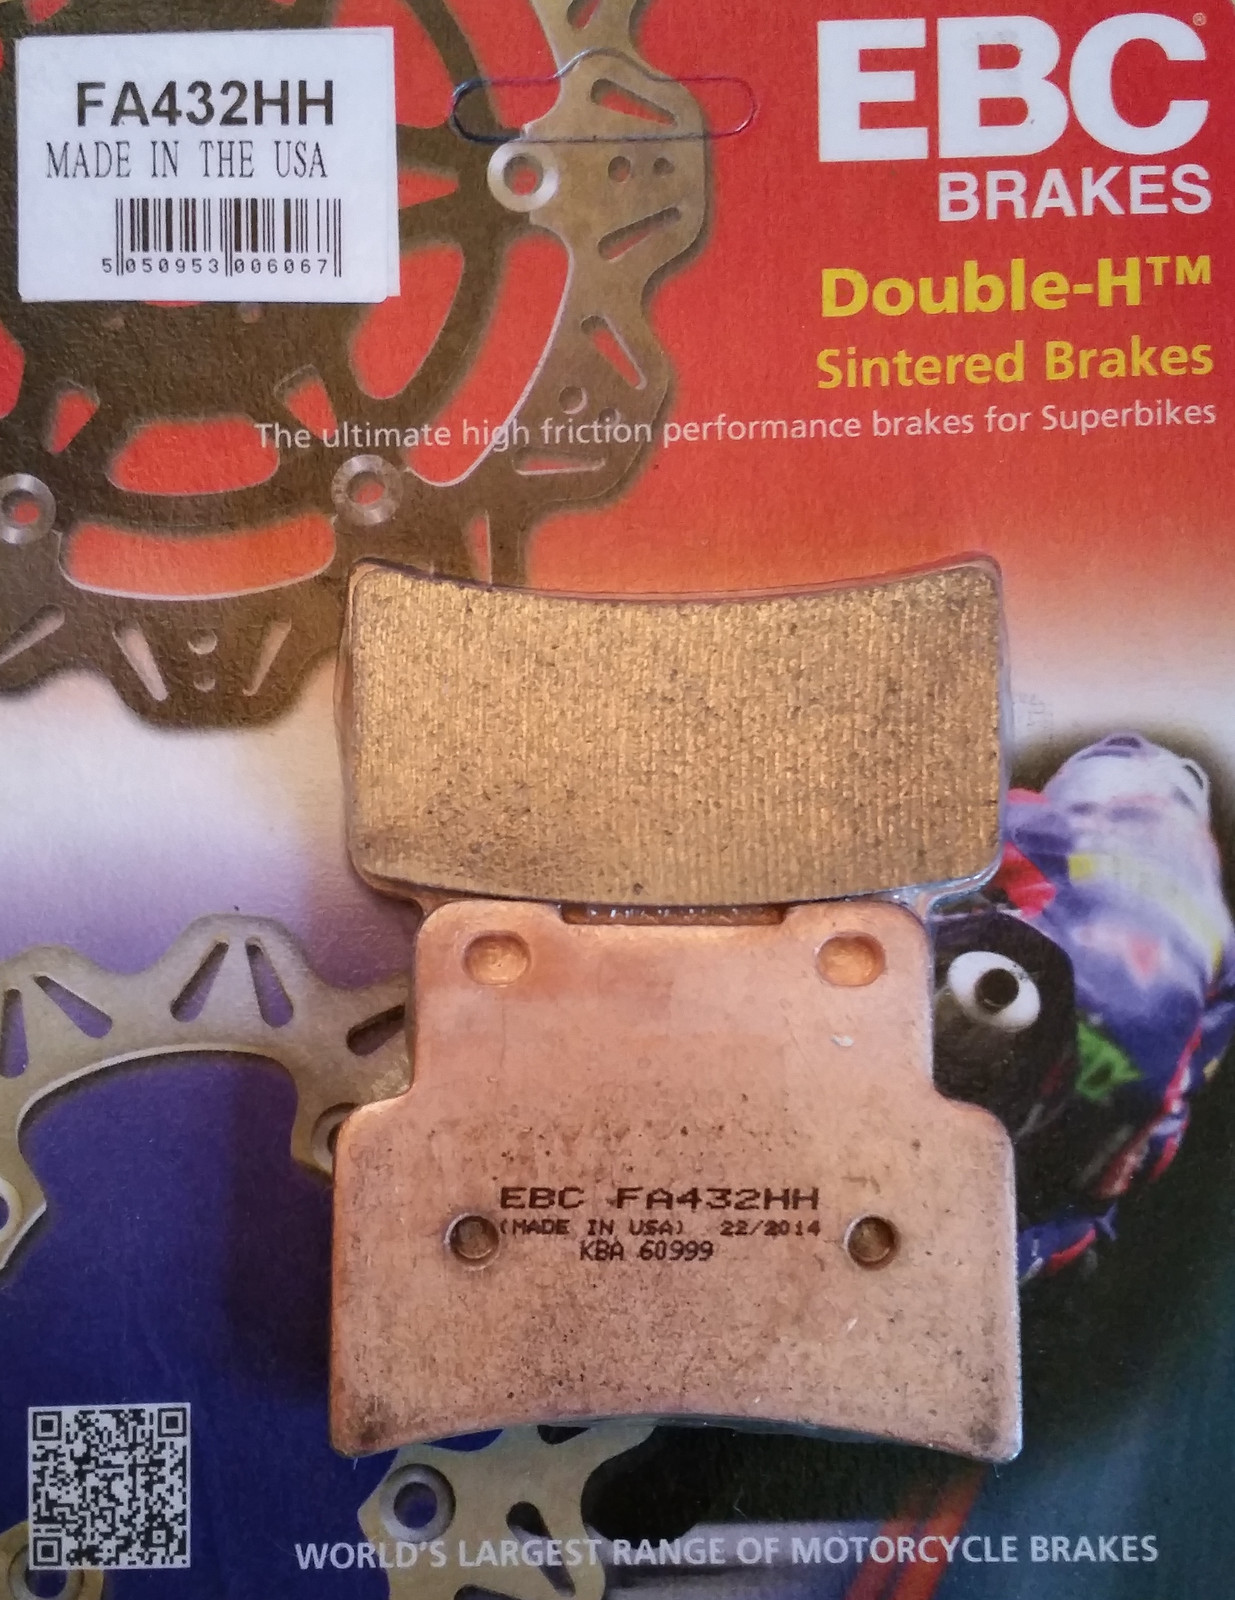 FA432HH
MADE IN THE USA
5 050953 006067
EBC®
BRAKES
Double-H™
Sintered Brakes
The ultimate high friction performance brakes for Superbikes
EBC FA432HH
(MADE IN USA) 22/2014
KBA 60999
WORLD'S LARGEST RANGE OF MOTORCYCLE BRAKES